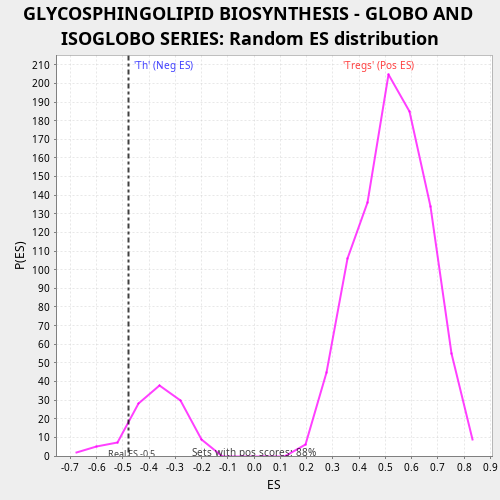 GLYCOSPHINGOLIPID BIOSYNTHESIS - GLOBO AND
ISOGLOBO SERIES: Random ES distribution
'Th' (Neg ES)
'Tregs' (Pos ES)
P(ES)
210
200
190
180
170
160
150
140
130
120
110
100
90
80
70
60
50
40
30
20
10
0
Real ES -0.5
Sets with pos scores: 88%
-0.7 -0.6 -0.5 -0.4 -0.3 -0.2 -0.1 0.0 0.1 0.2 0.3 0.4 0.5 0.6 0.7 0.8 0.9
ES